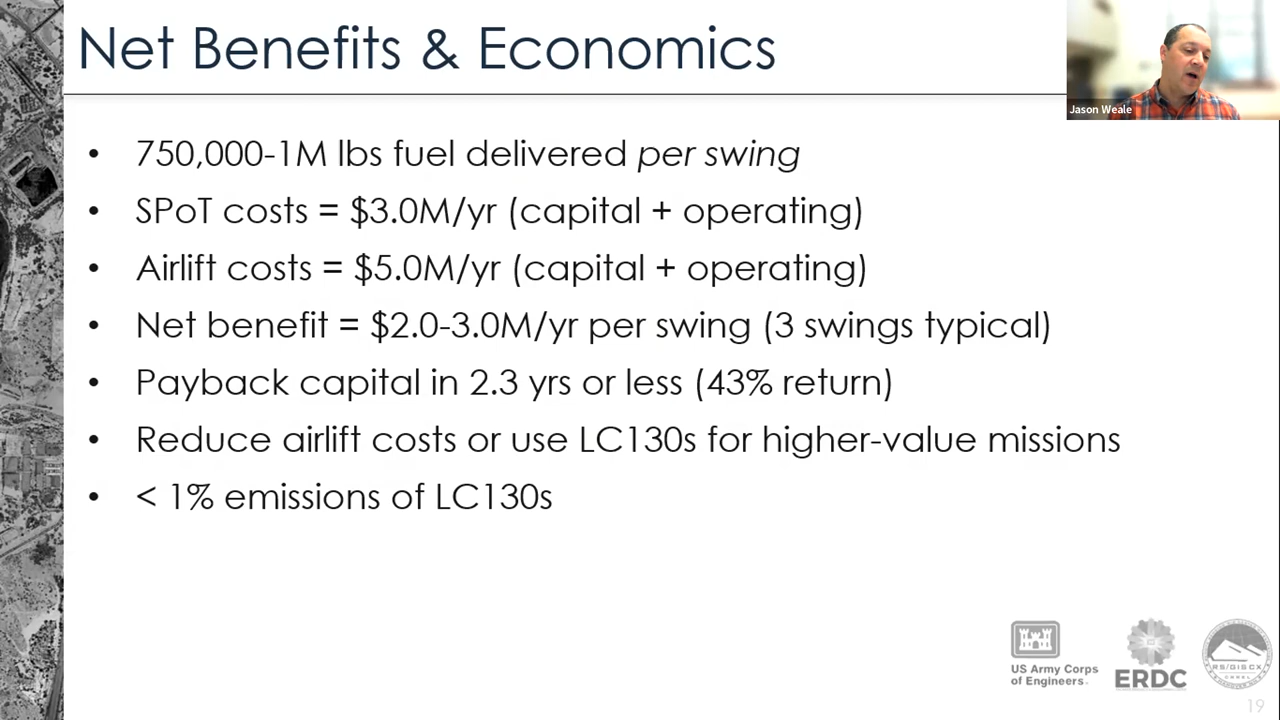 Net Benefits & Economics
Jason Weale
• 750,000-1M lbs fuel delivered per swing
• SPoT costs = $3.0M/yr (capital + operating)
• Airlift costs = $5.0M/yr (capital + operating)
• Net benefit = $2.0-3.0M/yr per swing (3 swings typical)
• Payback capital in 2.3 yrs or less (43% return)
• Reduce airlift costs or use LC130s for higher-value missions
• < 1% emissions of LC130s
US Army Corps
of Engineers
ERDC
RS/GISCX
19